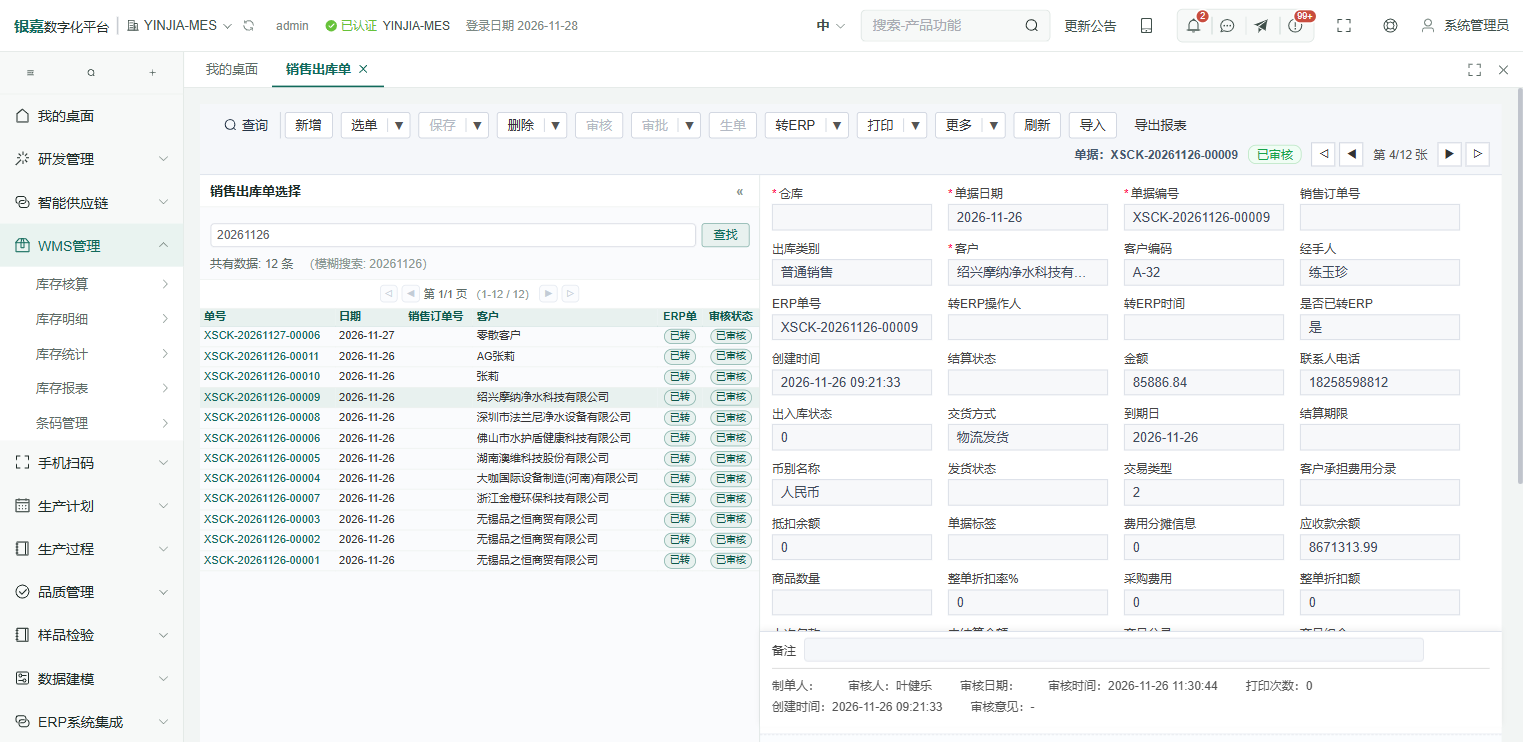 银嘉数字化平台 YINJIA-MES admin 已认证 YINJIA-MES 登录日期 2026-11-28 中 搜索-产品功能 更新公告 2 99+ 系统管理员
我的桌面 销售出库单
我的桌面
研发管理
智能供应链
WMS管理
库存核算
库存明细
库存统计
库存报表
条码管理
手机扫码
生产计划
生产过程
品质管理
样品检验
数据建模
ERP系统集成
查询 新增 选单 保存 删除 审核 审批 生单 转ERP 打印 更多 刷新 导入 导出报表
单据: XSCK-20261126-00009 已审核 第 4/12 张
销售出库单选择 «
20261126 查找
共有数据: 12 条 (模糊搜索: 20261126)
第 1/1 页 (1-12 / 12)
单号 日期 销售订单号 客户 ERP单 审核状态
XSCK-20261127-00006 2026-11-27 零散客户 已转 已审核
XSCK-20261126-00011 2026-11-26 AG张莉 已转 已审核
XSCK-20261126-00010 2026-11-26 张莉 已转 已审核
XSCK-20261126-00009 2026-11-26 绍兴摩纳净水科技有限公司 已转 已审核
XSCK-20261126-00008 2026-11-26 深圳市法兰尼净水设备有限公司 已转 已审核
XSCK-20261126-00006 2026-11-26 佛山市水护盾健康科技有限公司 已转 已审核
XSCK-20261126-00005 2026-11-26 湖南澳维科技股份有限公司 已转 已审核
XSCK-20261126-00004 2026-11-26 大咖国际设备制造(河南)有限公司 已转 已审核
XSCK-20261126-00007 2026-11-26 浙江金橙环保科技有限公司 已转 已审核
XSCK-20261126-00003 2026-11-26 无锡品之恒商贸有限公司 已转 已审核
XSCK-20261126-00002 2026-11-26 无锡品之恒商贸有限公司 已转 已审核
XSCK-20261126-00001 2026-11-26 无锡品之恒商贸有限公司 已转 已审核
*仓库 *单据日期 *单据编号 销售订单号
2026-11-26 XSCK-20261126-00009
出库类别 *客户 客户编码 经手人
普通销售 绍兴摩纳净水科技有... A-32 练玉珍
ERP单号 转ERP操作人 转ERP时间 是否已转ERP
XSCK-20261126-00009 是
创建时间 结算状态 金额 联系人电话
2026-11-26 09:21:33 85886.84 18258598812
出入库状态 交货方式 到期日 结算期限
0 物流发货 2026-11-26
币别名称 发货状态 交易类型 客户承担费用分录
人民币 2
抵扣余额 单据标签 费用分摊信息 应收款余额
0 0 8671313.99
商品数量 整单折扣率% 采购费用 整单折扣额
0 0 0
备注
制单人: 审核人: 叶健乐 审核日期: 审核时间: 2026-11-26 11:30:44 打印次数: 0
创建时间: 2026-11-26 09:21:33 审核意见: -